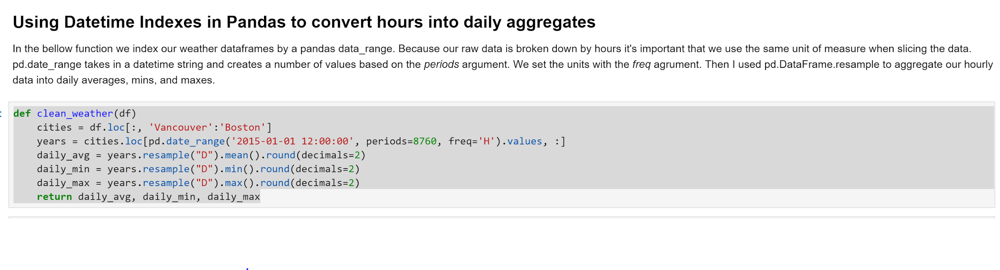 Using Datetime Indexes in Pandas to convert hours into daily aggregates
In the bellow function we index our weather dataframes by a pandas data_range. Because our raw data is broken down by hours it's important that we use the same unit of measure when slicing the data.
pd.date_range takes in a datetime string and creates a number of values based on the periods argument. We set the units with the freq agrument. Then I used pd.DataFrame.resample to aggregate our hourly
data into daily averages, mins, and maxes.
def clean_weather(df)
    cities = df.loc[:, 'Vancouver':'Boston']
    years = cities.loc[pd.date_range('2015-01-01 12:00:00', periods=8760, freq='H').values, :]
    daily_avg = years.resample("D").mean().round(decimals=2)
    daily_min = years.resample("D").min().round(decimals=2)
    daily_max = years.resample("D").max().round(decimals=2)
    return daily_avg, daily_min, daily_max